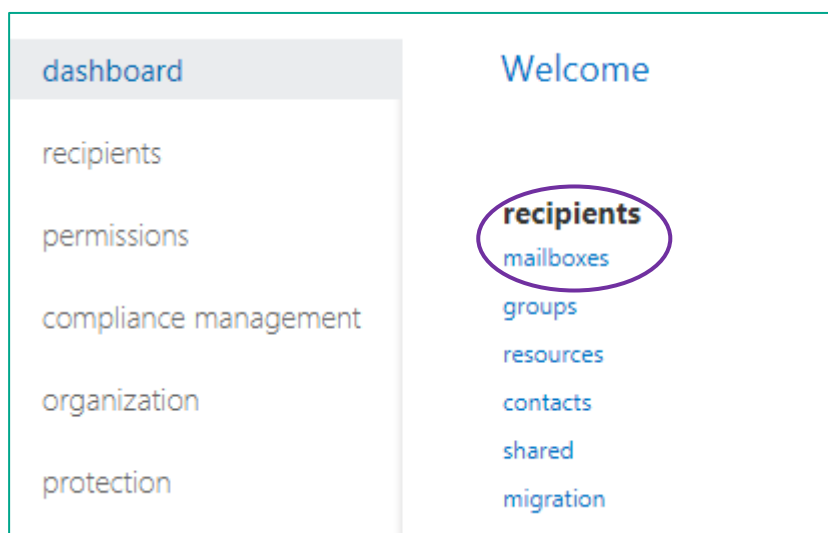 dashboard
recipients
permissions
compliance management
organization
protection
Welcome
recipients
mailboxes
groups
resources
contacts
shared
migration